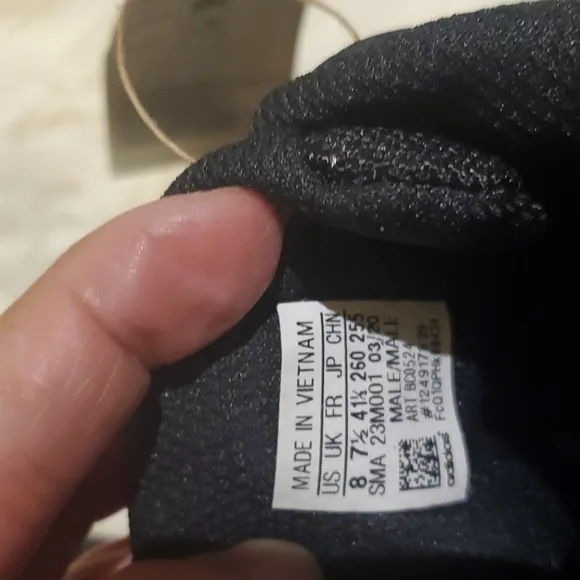 MADE IN VIETNAM
US UK FR JP CHN
8 7½ 41⅓ 260 255
SMA 23M001 03/20
MALE/MALE
ART BC0524
adidas